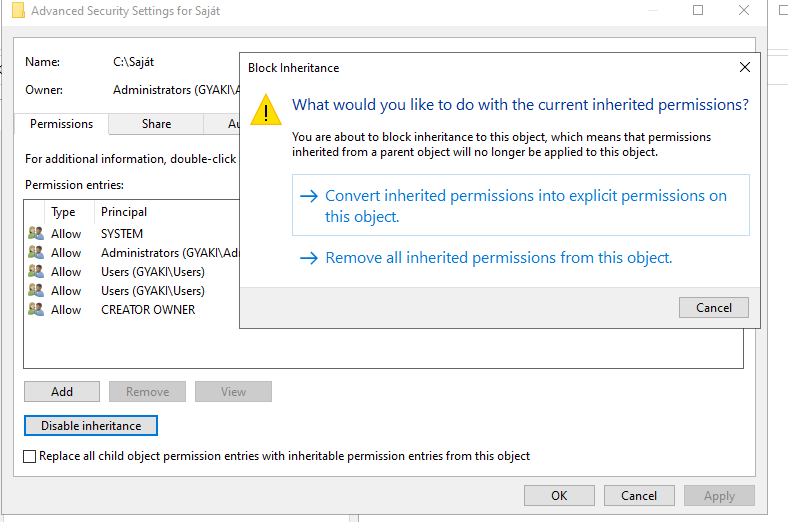 Advanced Security Settings for Saját
Name: C:\Saját
Owner: Administrators (GYAKI\A
Permissions Share Au
For additional information, double-click
Permission entries:
Type Principal
Allow SYSTEM
Allow Administrators (GYAKI\Ad
Allow Users (GYAKI\Users)
Allow Users (GYAKI\Users)
Allow CREATOR OWNER
Add Remove View
Disable inheritance
Replace all child object permission entries with inheritable permission entries from this object
OK Cancel Apply
Block Inheritance
What would you like to do with the current inherited permissions?
You are about to block inheritance to this object, which means that permissions
inherited from a parent object will no longer be applied to this object.
Convert inherited permissions into explicit permissions on
this object.
Remove all inherited permissions from this object.
Cancel